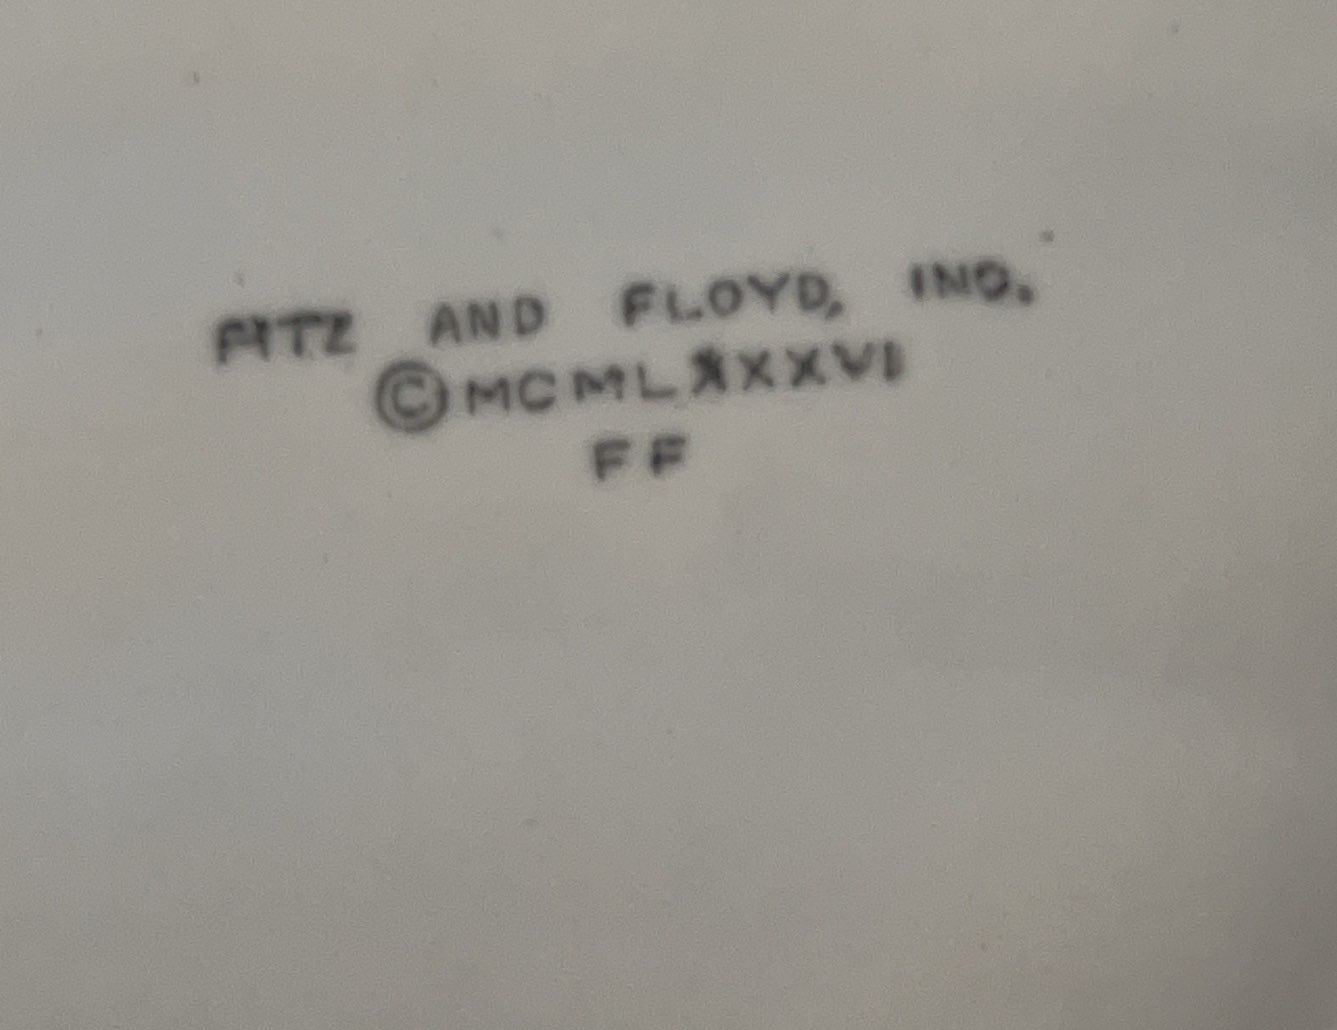 FITZ AND FLOYD, INC.
©MCMLXXXVI
FF